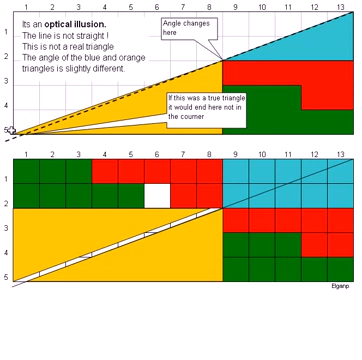 Its an optical illusion.
The line is not straight !
This is not a real triangle
The angle of the blue and orange
triangles is slightly different.
Angle changes
here
If this was a true triangle
it would end here not in
the courner
1
2
3
4
5
1 2 3 4 5 6 7 8 9 10 11 12 13
1 2 3 4 5 6 7 8 9 10 11 12 13
1
2
3
4
5
Elganp.